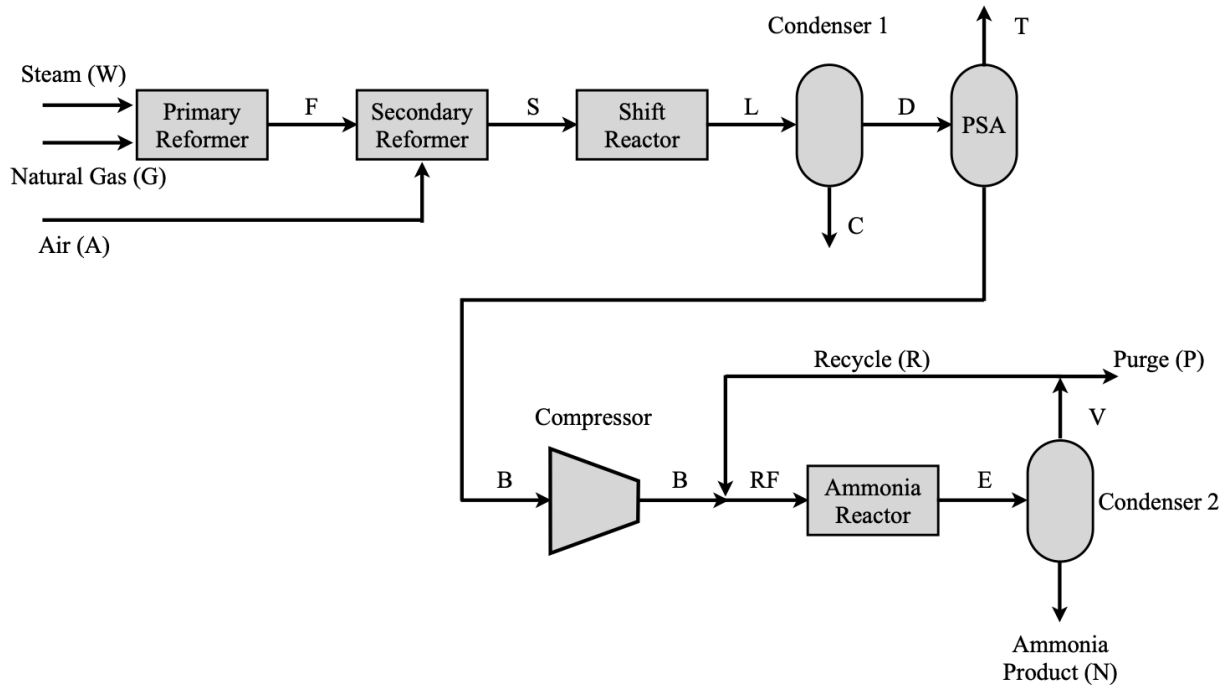 Condenser 1
T
Steam (W)
Primary
Reformer
F
Secondary
Reformer
S
Shift
Reactor
L
D
PSA
Natural Gas (G)
C
Air (A)
Recycle (R)
Purge (P)
Compressor
V
B
B
RF
Ammonia
Reactor
E
Condenser 2
Ammonia
Product (N)